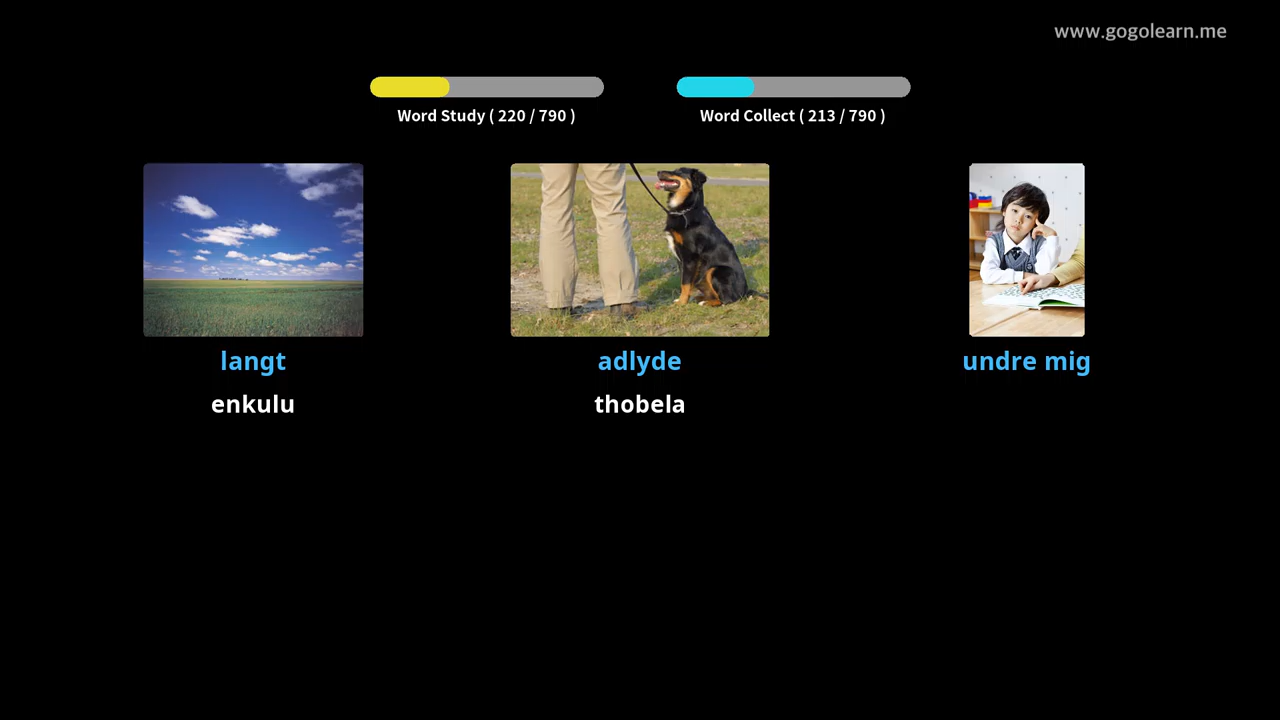 www.gogolearn.me
Word Study ( 220 / 790 )
Word Collect ( 213 / 790 )
langt
adlyde
undre mig
enkulu
thobela